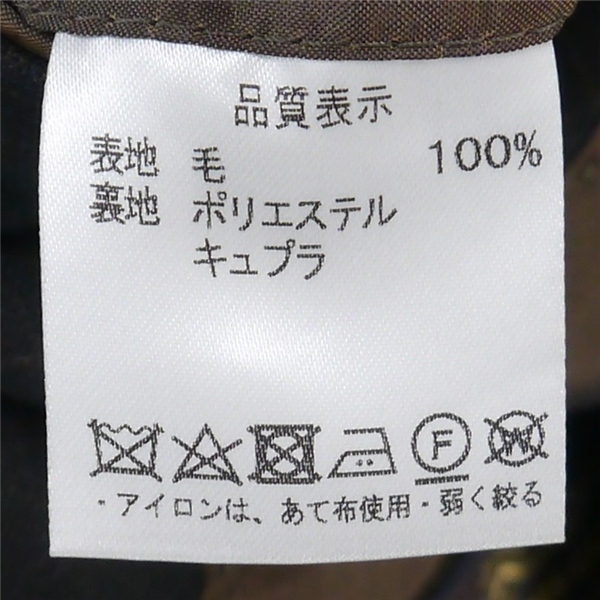 品質表示
表地 毛 100%
裏地 ポリエステル
キュプラ
F W
・アイロンは、あて布使用・弱く絞る